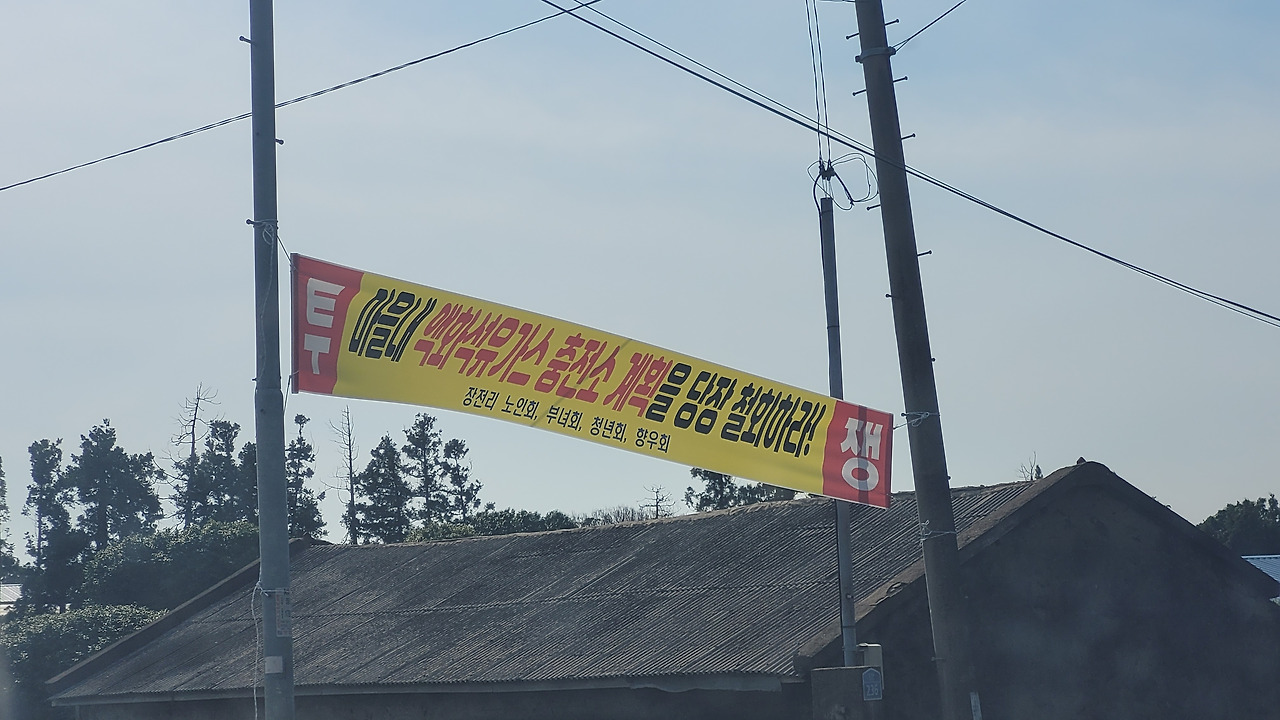 투 마을내 액화석유가스 충전소 계획을 당장 철회하라! 쟁
장전리 노인회, 부녀회, 청년회, 향우회
236